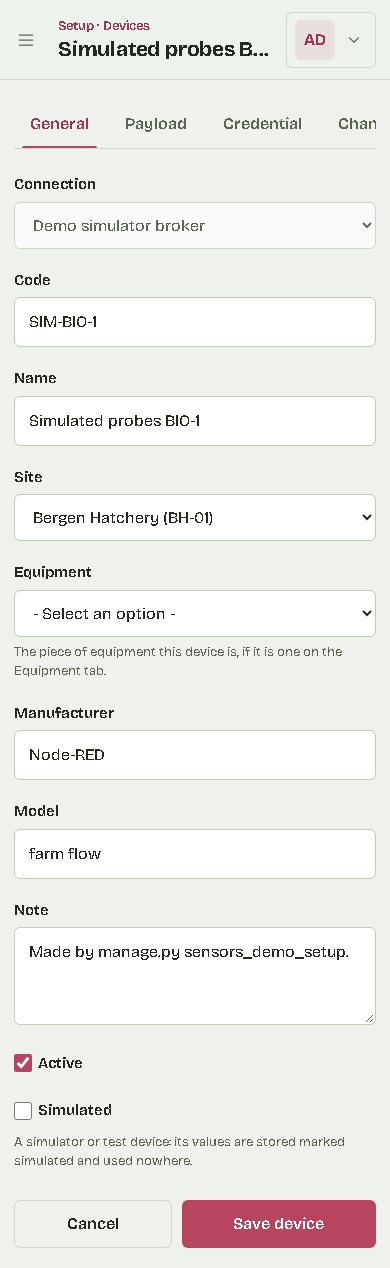 Setup · Devices
Simulated probes B...
AD
General Payload Credential Chan
Connection
Demo simulator broker
Code
SIM-BIO-1
Name
Simulated probes BIO-1
Site
Bergen Hatchery (BH-01)
Equipment
- Select an option -
The piece of equipment this device is, if it is one on the
Equipment tab.
Manufacturer
Node-RED
Model
farm flow
Note
Made by manage.py sensors_demo_setup.
Active
Simulated
A simulator or test device: its values are stored marked
simulated and used nowhere.
Cancel Save device